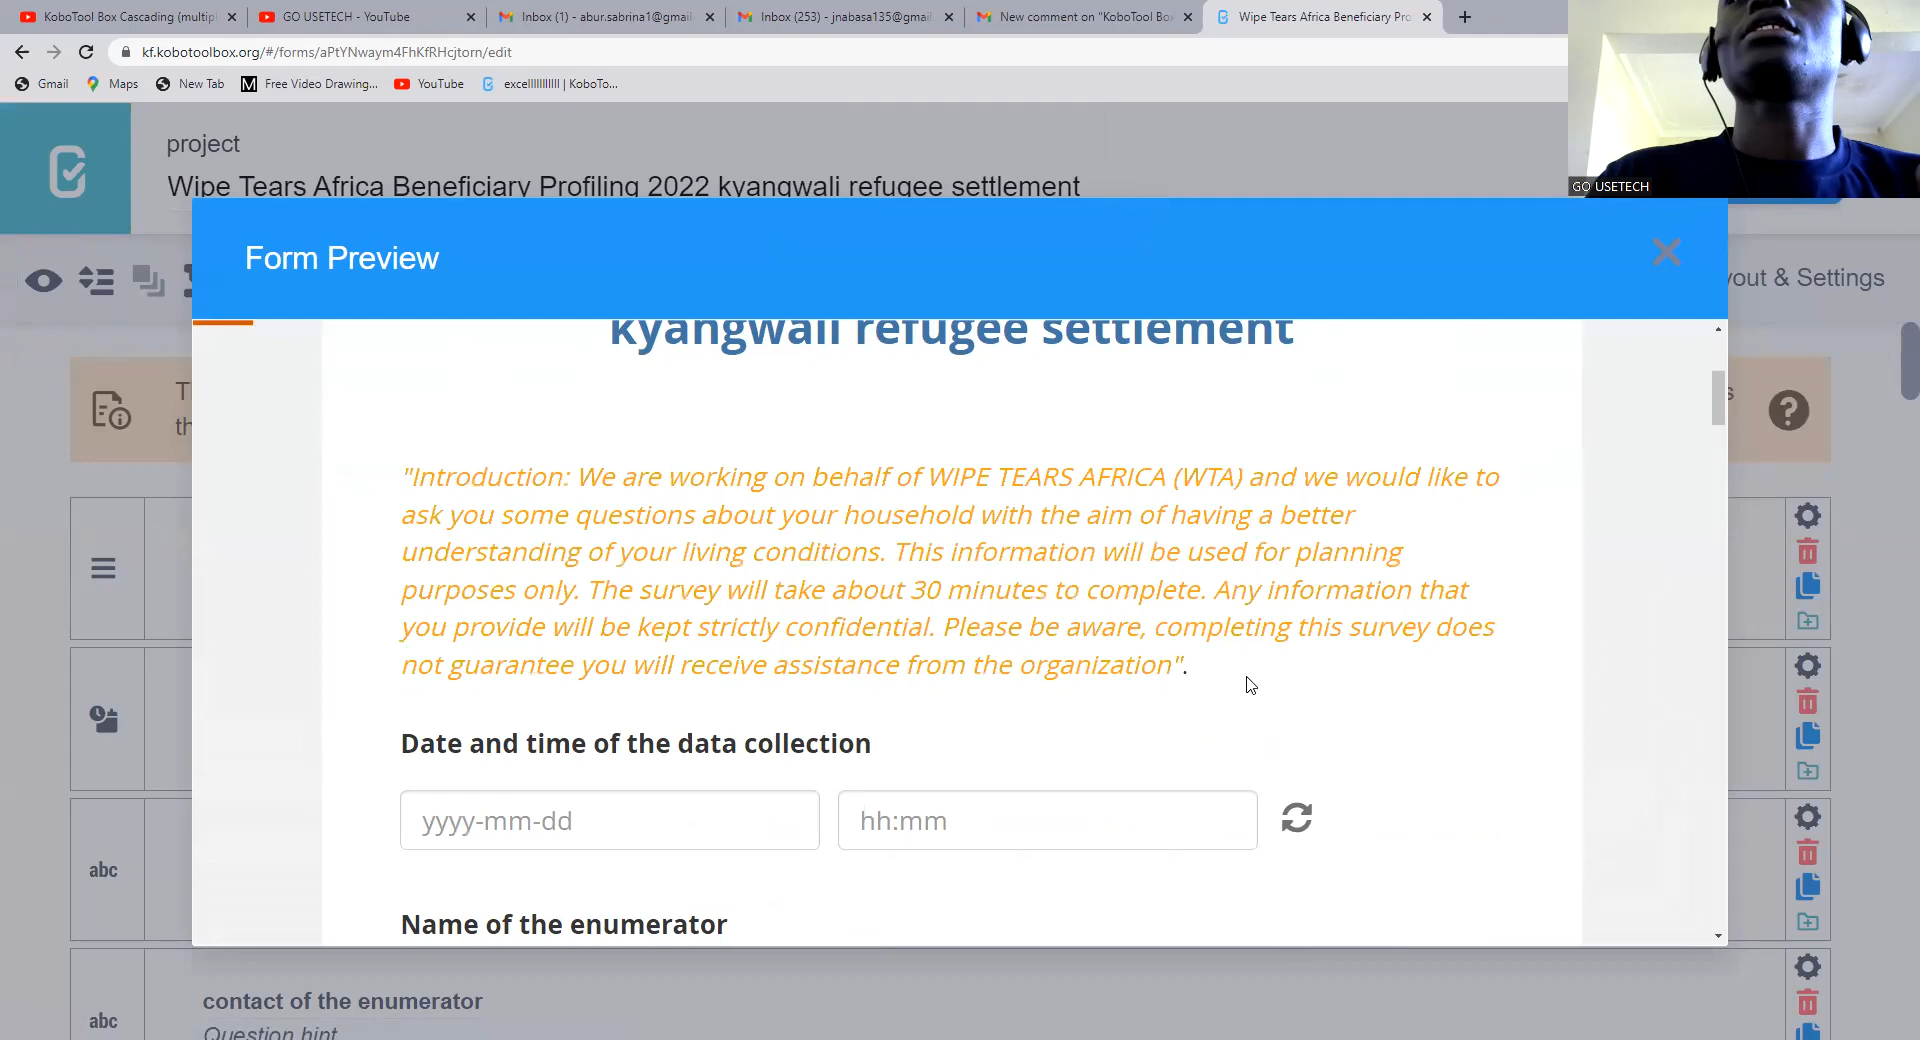 KoboTool Box Cascading (multip
GO USETECH - YouTube
Inbox (1) - abur.sabrina1@gmail
Inbox (253) - jnabasa135@gmail.
New comment on "KoboTool Bo
Wipe Tears Africa Beneficiary Pro
kf.kobotoolbox.org/#/forms/aPtYNwaym4FhKfRHcjtorn/edit
Gmail
Maps
New Tab
Free Video Drawing...
YouTube
excelllllllllll | KoboTo...
project
Wipe Tears Africa Beneficiary Profiling 2022 kyangwali refugee settlement
GO USETECH
Form Preview
yout & Settings
kyangwali refugee settlement
T
th
s
"Introduction: We are working on behalf of WIPE TEARS AFRICA (WTA) and we would like to
ask you some questions about your household with the aim of having a better
understanding of your living conditions. This information will be used for planning
purposes only. The survey will take about 30 minutes to complete. Any information that
you provide will be kept strictly confidential. Please be aware, completing this survey does
not guarantee you will receive assistance from the organization".
Date and time of the data collection
yyyy-mm-dd
hh:mm
abc
Name of the enumerator
contact of the enumerator
abc
Question hint